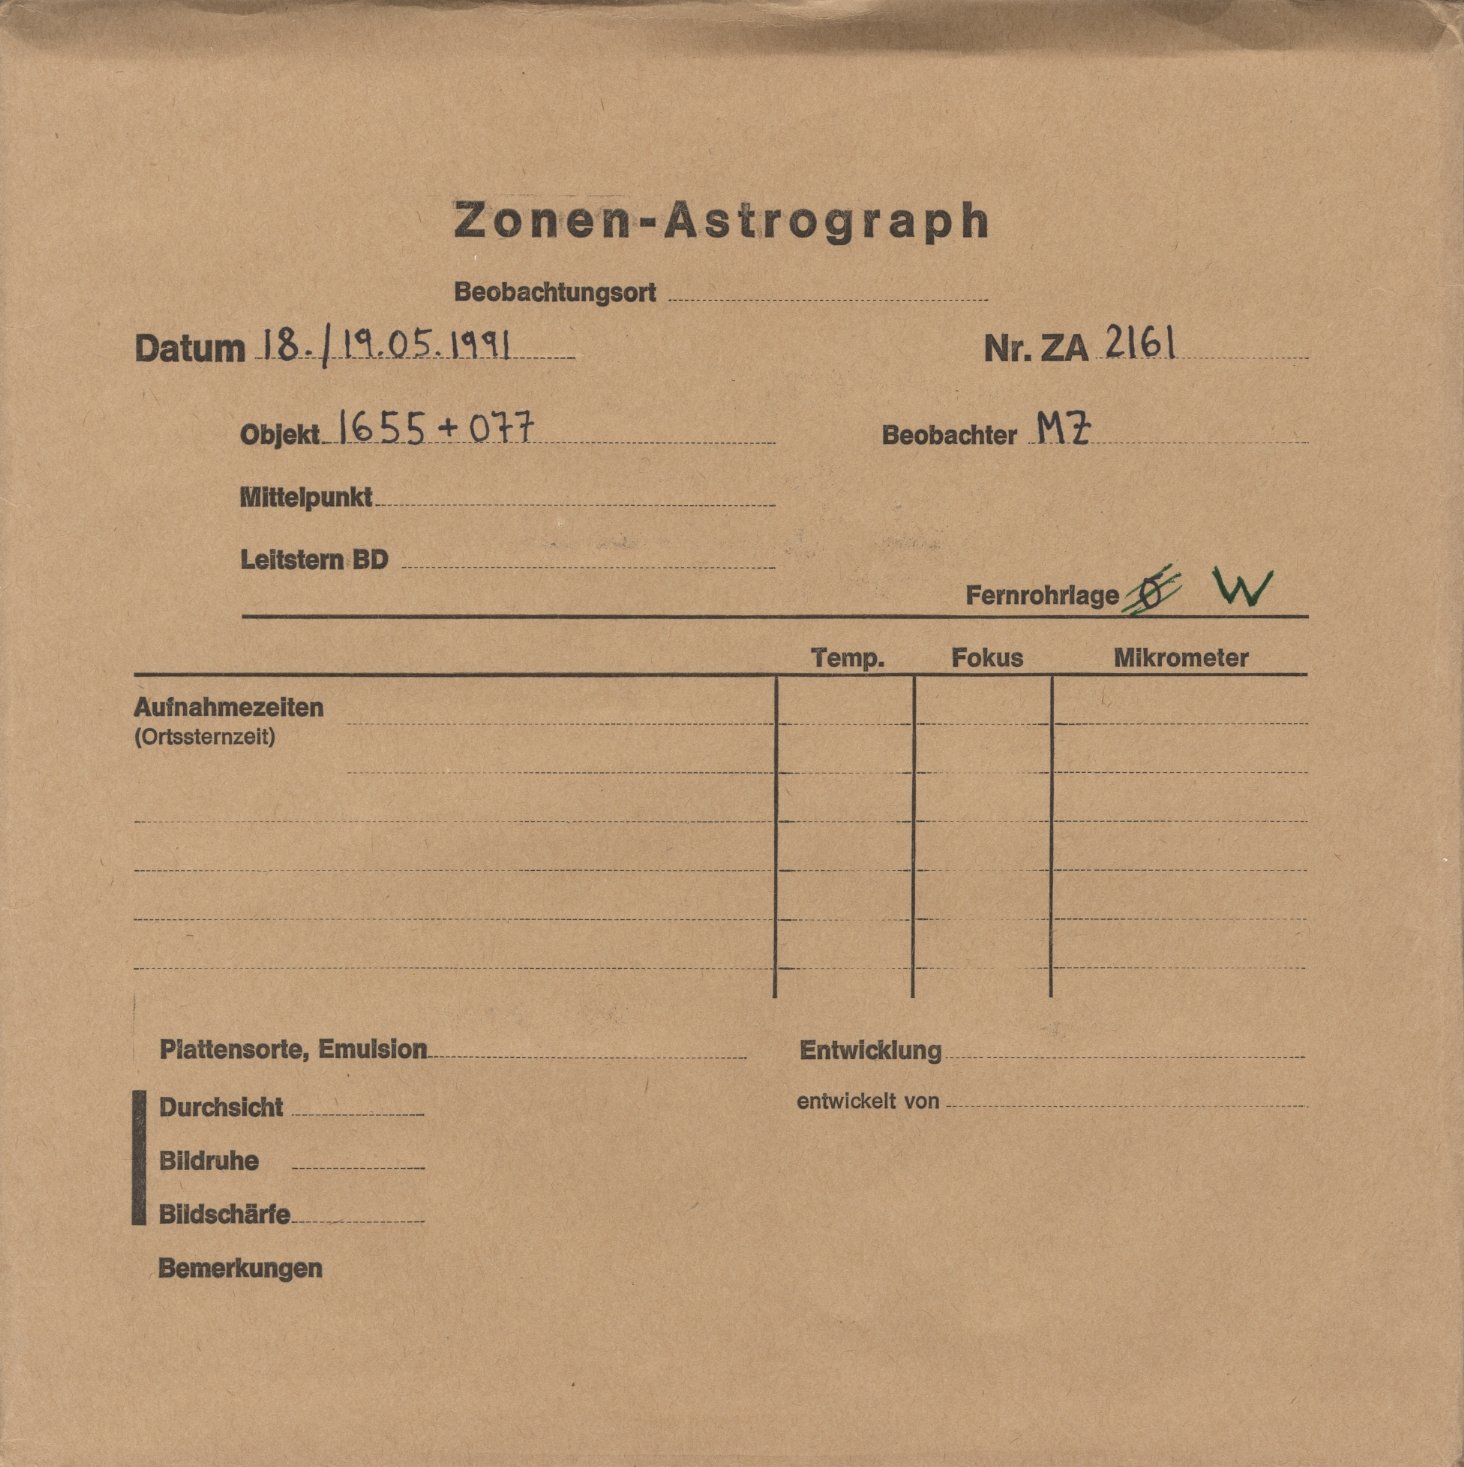 Zonen-Astrograph
Beobachtungsort
Datum 18./19.05.1991 Nr. ZA 2161
Objekt 1655+077 Beobachter MZ
Mittelpunkt
Leitstern BD
Fernrohrlage W
Temp. Fokus Mikrometer
Aufnahmezeiten
(Ortssternzeit)
Plattensorte, Emulsion Entwicklung
Durchsicht entwickelt von
Bildruhe
Bildschärfe
Bemerkungen